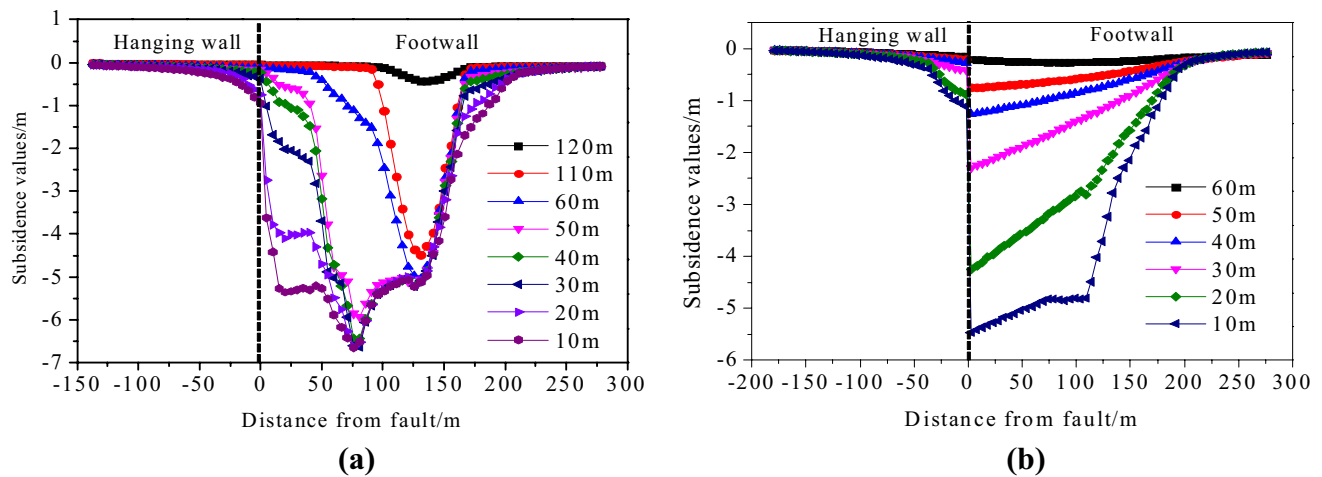 Hanging wall
Footwall
Subsidence values/m
1
0
-1
-2
-3
-4
-5
-6
-7
-150
-100
-50
0
50
100
150
200
250
300
Distance from fault/m
120m
110m
60m
50m
40m
30m
20m
10m
(a)
Hanging wall
Footwall
Subsidence values/m
0
-1
-2
-3
-4
-5
-6
-200
-150
-100
-50
0
50
100
150
200
250
300
Distance from fault/m
60m
50m
40m
30m
20m
10m
(b)